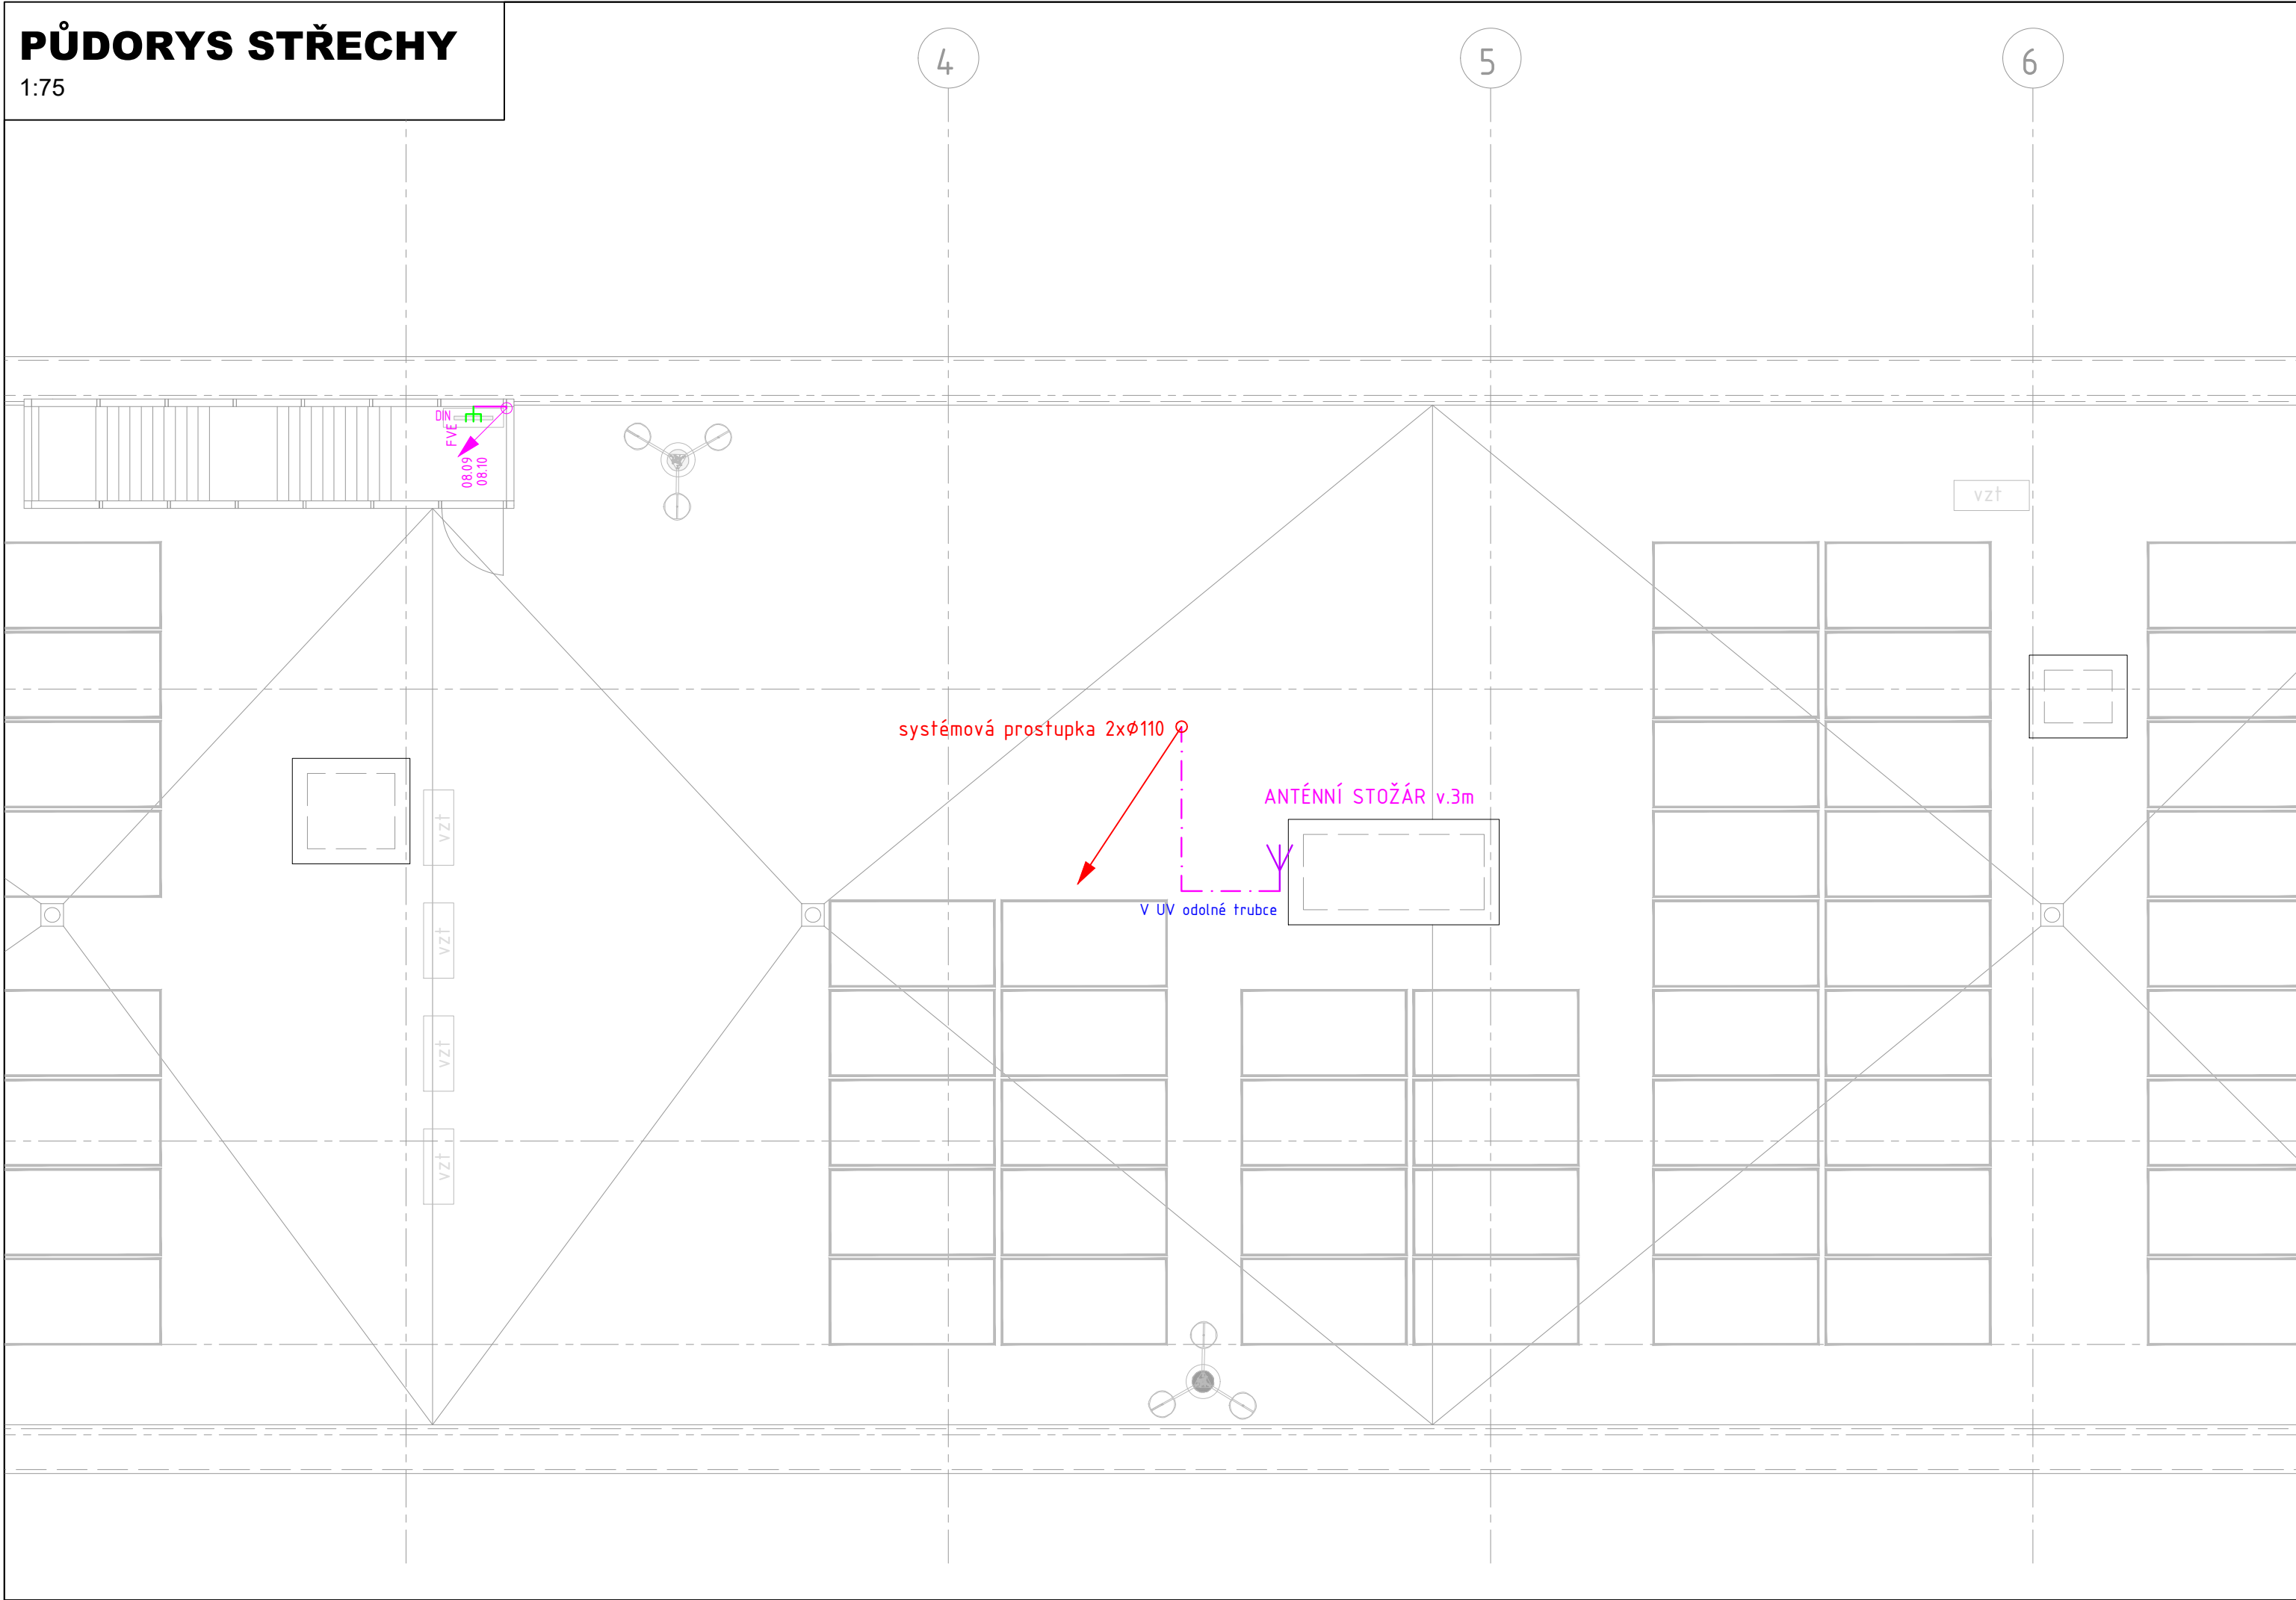 PŮDORYS STŘECHY
1:75
4
5
6
DIN
FVE
08.09
08.10
vzt
systémová prostupka 2xØ110
ANTÉNNÍ STOŽÁR v.3m
vzt
V UV odolné trubce
vzt
vzt
vzt